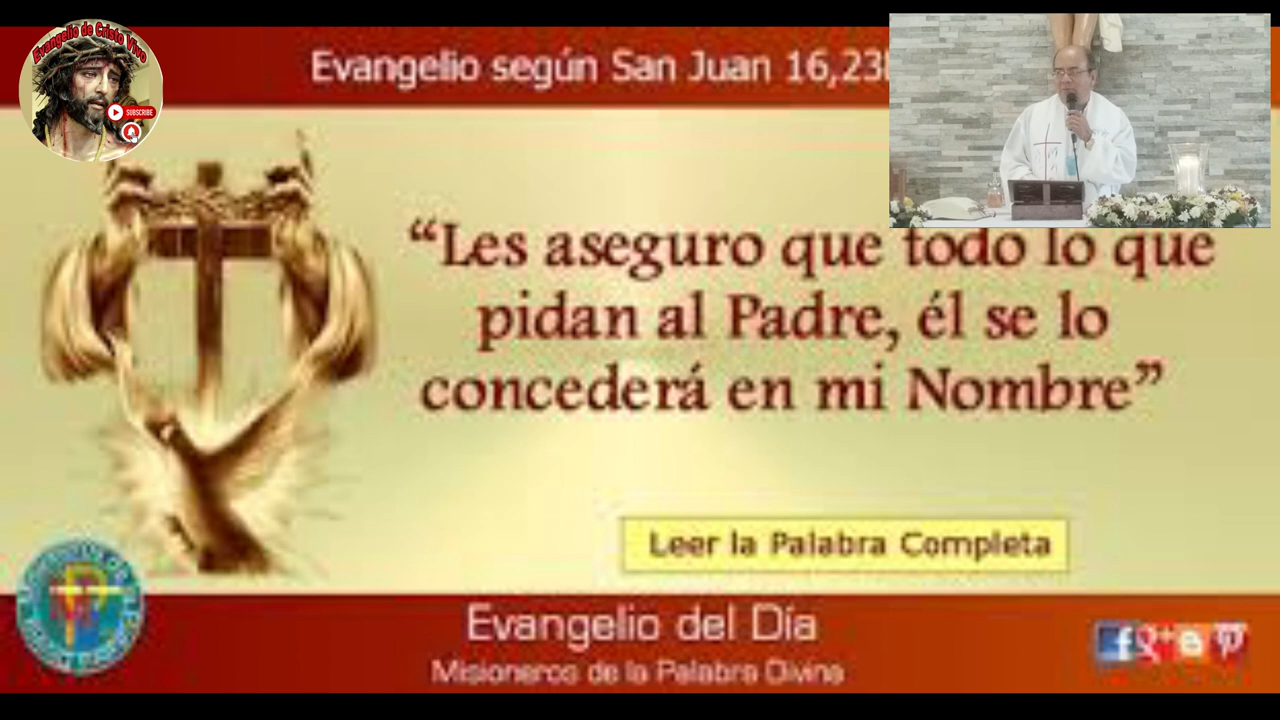 Evangelio de Cristo Vivo
SUBSCRIBE
Evangelio según San Juan 16,23
“Les aseguro que todo lo que
pidan al Padre, él se lo
concederá en mi Nombre”
Leer la Palabra Completa
Evangelio del Día
Misioneros de la Palabra Divina